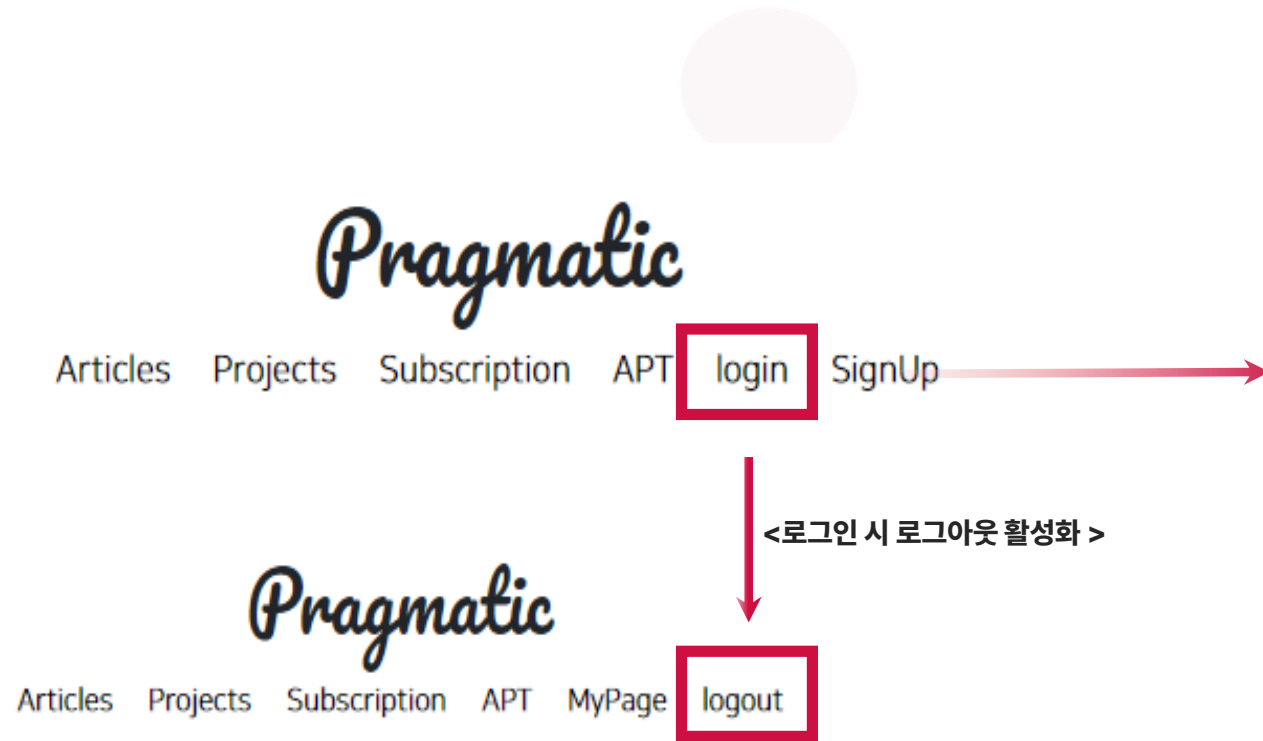 Pragmatic
Articles Projects Subscription APT login SignUp
<로그인 시 로그아웃 활성화 >
Pragmatic
Articles Projects Subscription APT MyPage logout